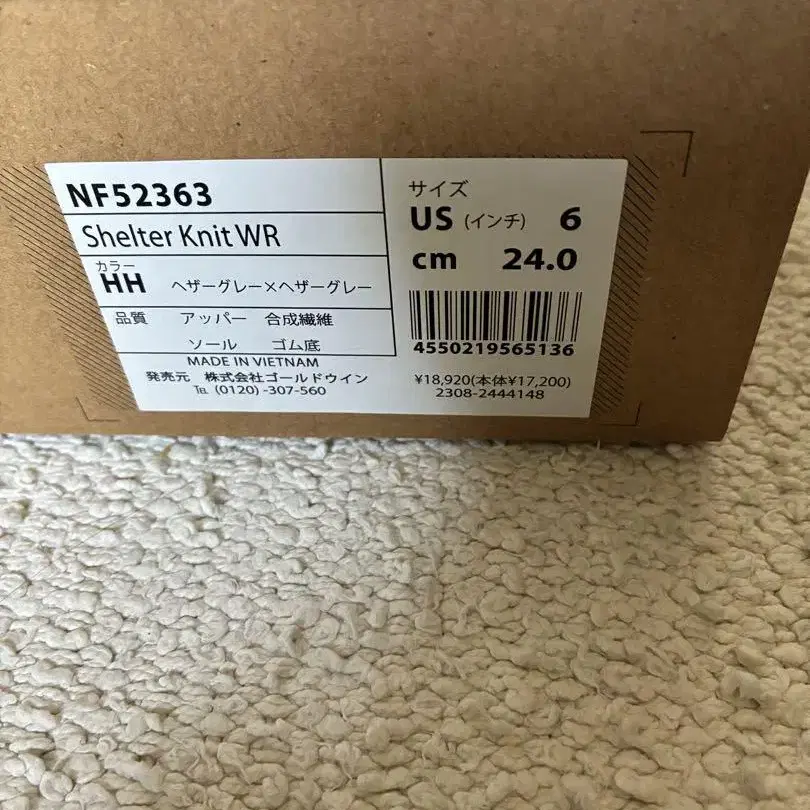 NF52363
Shelter Knit WR
カラー
HH ヘザーグレー×ヘザーグレー
品質 アッパー 合成繊維
ソール ゴム底
MADE IN VIETNAM
発売元 株式会社ゴールドウイン
℡ (0120) -307-560
サイズ
US (インチ) 6
cm 24.0
4550219565136
¥18,920(本体¥17,200)
2308-2444148